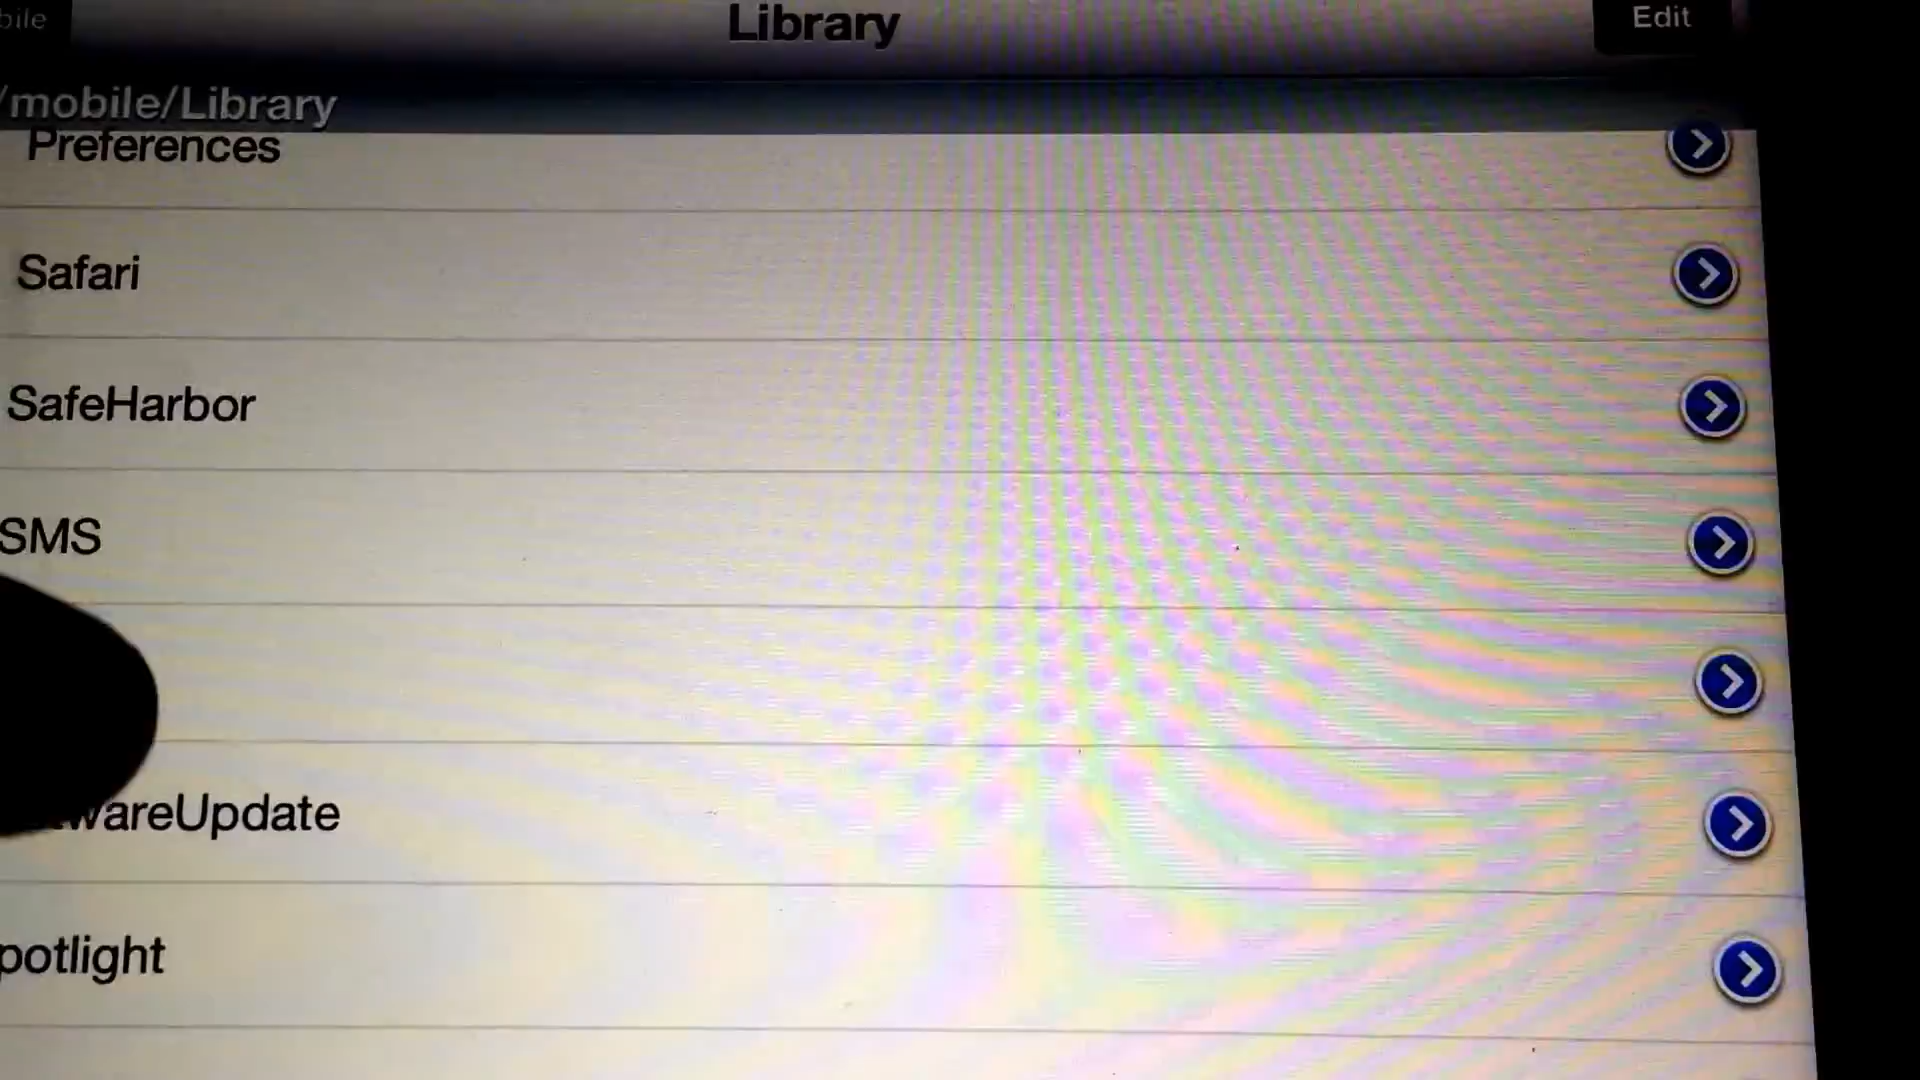 bile
Library
Edit
/mobile/Library
Preferences
Safari
SafeHarbor
SMS
wareUpdate
potlight